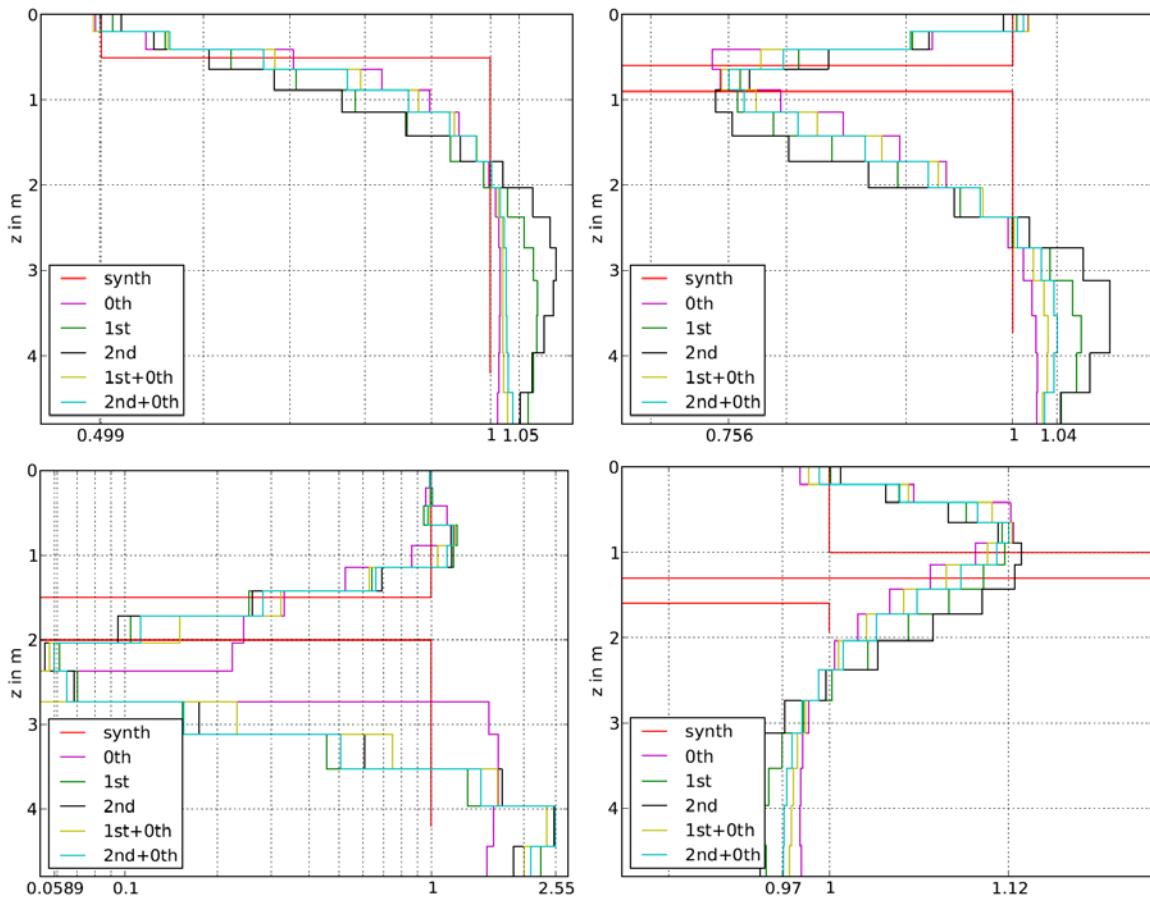 0
1
2
3
4
z in m
synth
0th
1st
2nd
1st+0th
2nd+0th
0.499
1
1.05
0
1
2
3
4
z in m
synth
0th
1st
2nd
1st+0th
2nd+0th
0.756
1
1.04
0
1
2
3
4
z in m
synth
0th
1st
2nd
1st+0th
2nd+0th
0.0589
0.1
1
2.55
0
1
2
3
4
z in m
synth
0th
1st
2nd
1st+0th
2nd+0th
0.97
1
1.12